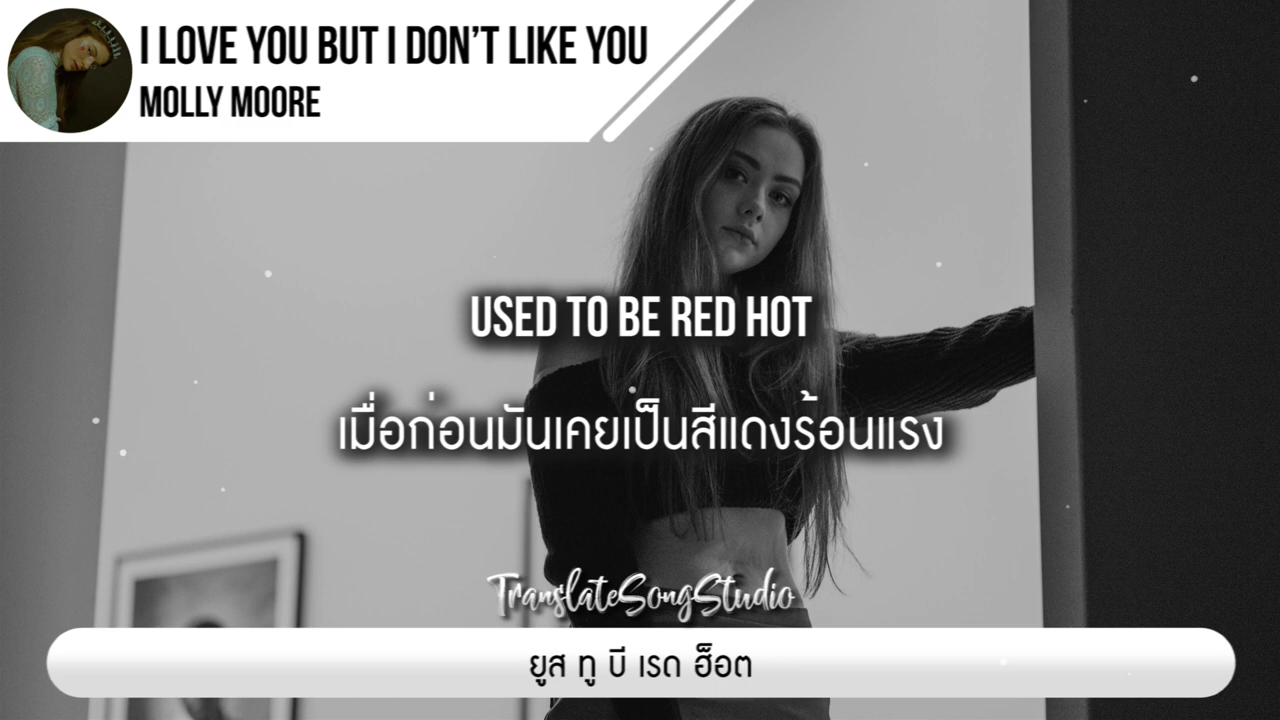 I LOVE YOU BUT I DON'T LIKE YOU
MOLLY MOORE
USED TO BE RED HOT
เมื่อก่อนมันเคยเป็นสีแดงร้อนแรง
TranslateSongStudio
ยูส ทู บี เรด ฮ็อต